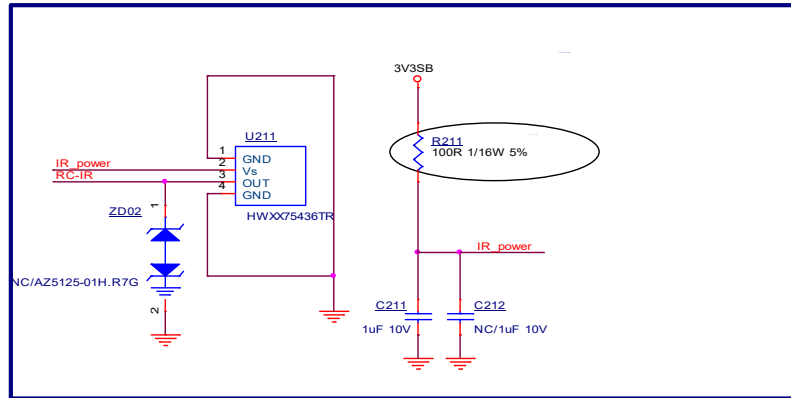 3V3SB
U211
R211
100R 1/16W 5%
1
GND
IR_power
2
Vs
RC-IR
3
OUT
4
GND
HWXX75436TR
ZD02
1
IR_power
NC/AZ5125-01H.R7G
2
C211
C212
1uF 10V
NC/1uF 10V